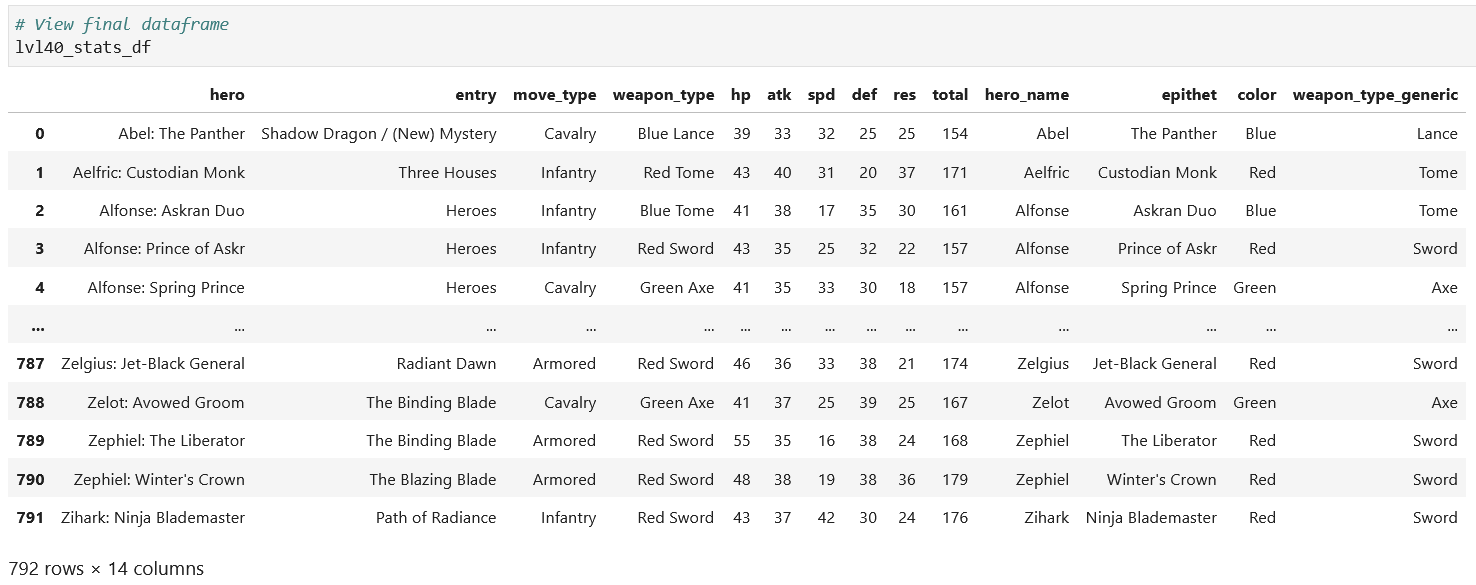 # View final dataframe
lvl40_stats_df
hero entry move_type weapon_type hp atk spd def res total hero_name epithet color weapon_type_generic
0 Abel: The Panther Shadow Dragon / (New) Mystery Cavalry Blue Lance 39 33 32 25 25 154 Abel The Panther Blue Lance
1 Aelfric: Custodian Monk Three Houses Infantry Red Tome 43 40 31 20 37 171 Aelfric Custodian Monk Red Tome
2 Alfonse: Askran Duo Heroes Infantry Blue Tome 41 38 17 35 30 161 Alfonse Askran Duo Blue Tome
3 Alfonse: Prince of Askr Heroes Infantry Red Sword 43 35 25 32 22 157 Alfonse Prince of Askr Red Sword
4 Alfonse: Spring Prince Heroes Cavalry Green Axe 41 35 33 30 18 157 Alfonse Spring Prince Green Axe
... ... ... ... ... ... ... ... ... ... ... ... ... ... ...
787 Zelgius: Jet-Black General Radiant Dawn Armored Red Sword 46 36 33 38 21 174 Zelgius Jet-Black General Red Sword
788 Zelot: Avowed Groom The Binding Blade Cavalry Green Axe 41 37 25 39 25 167 Zelot Avowed Groom Green Axe
789 Zephiel: The Liberator The Binding Blade Armored Red Sword 55 35 16 38 24 168 Zephiel The Liberator Red Sword
790 Zephiel: Winter's Crown The Blazing Blade Armored Red Sword 48 38 19 38 36 179 Zephiel Winter's Crown Red Sword
791 Zihark: Ninja Blademaster Path of Radiance Infantry Red Sword 43 37 42 30 24 176 Zihark Ninja Blademaster Red Sword
792 rows × 14 columns